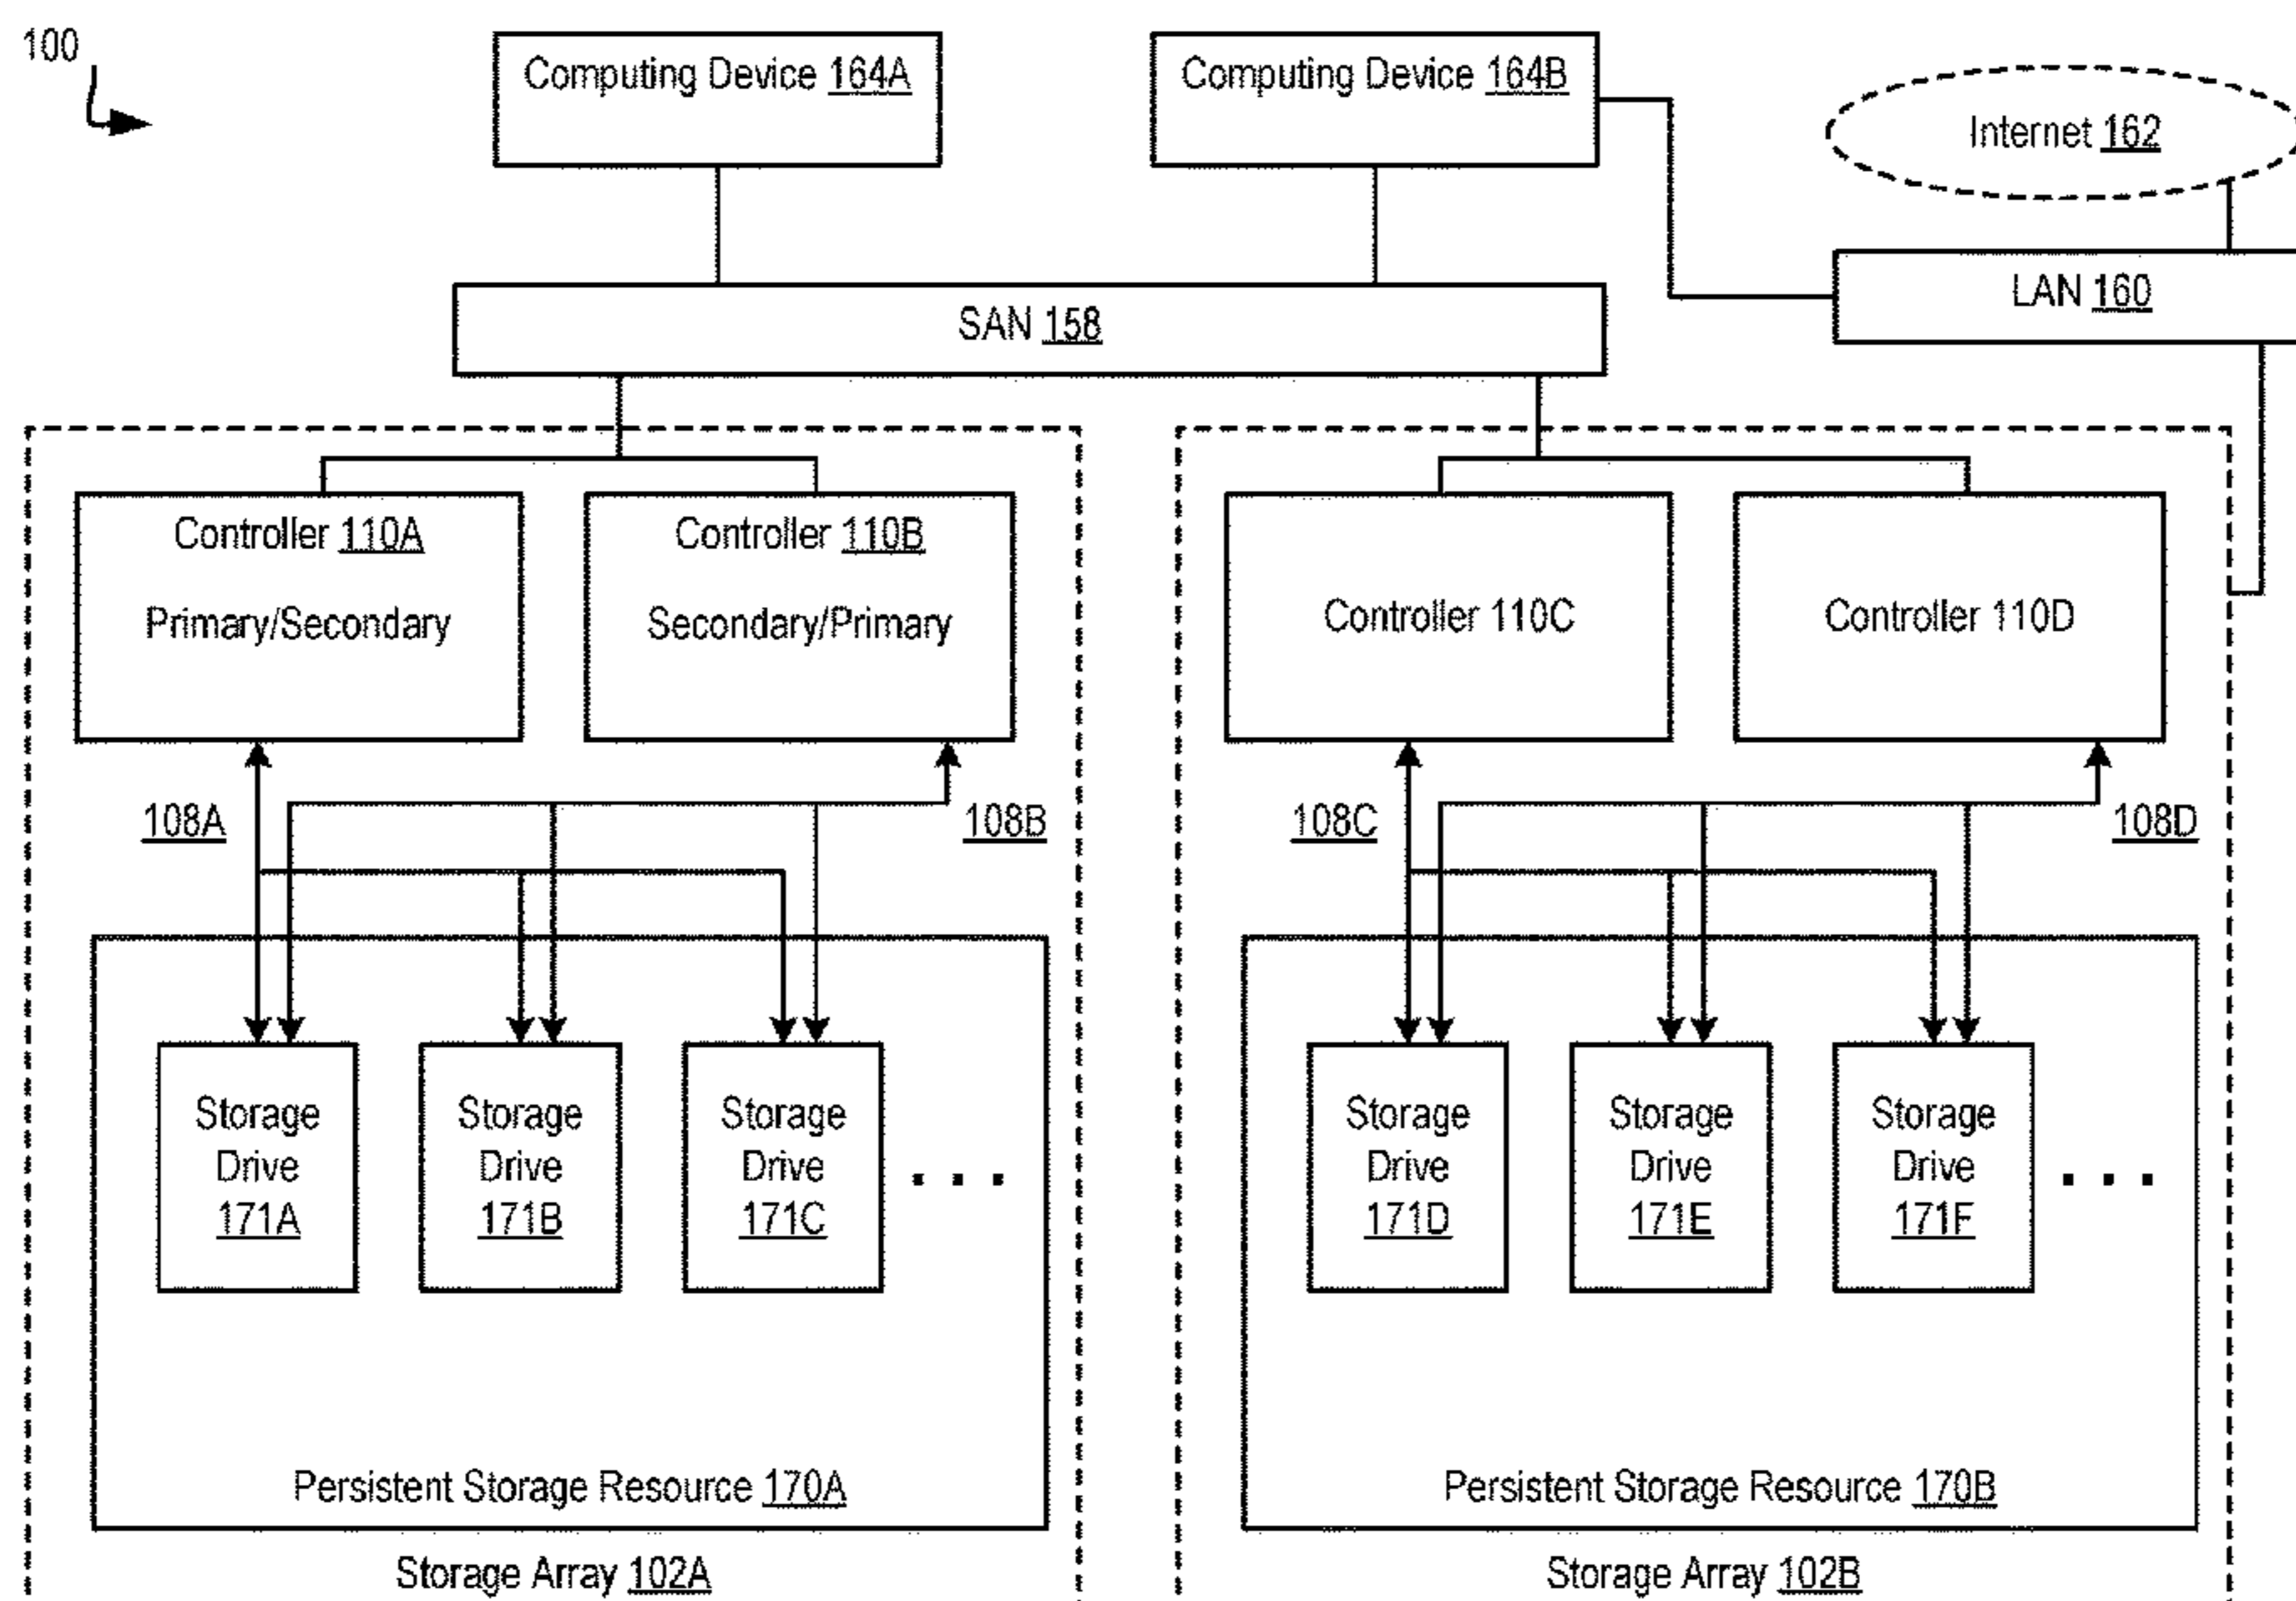 100
Computing Device 164A
Computing Device 164B
Internet 162
LAN 160
SAN 158
Controller 110A
Primary/Secondary
Controller 110B
Secondary/Primary
Controller 110C
Controller 110D
108A
108B
108C
108D
Storage
Drive
171A
Storage
Drive
171B
Storage
Drive
171C
. . .
Storage
Drive
171D
Storage
Drive
171E
Storage
Drive
171F
. . .
Persistent Storage Resource 170A
Persistent Storage Resource 170B
Storage Array 102A
Storage Array 102B